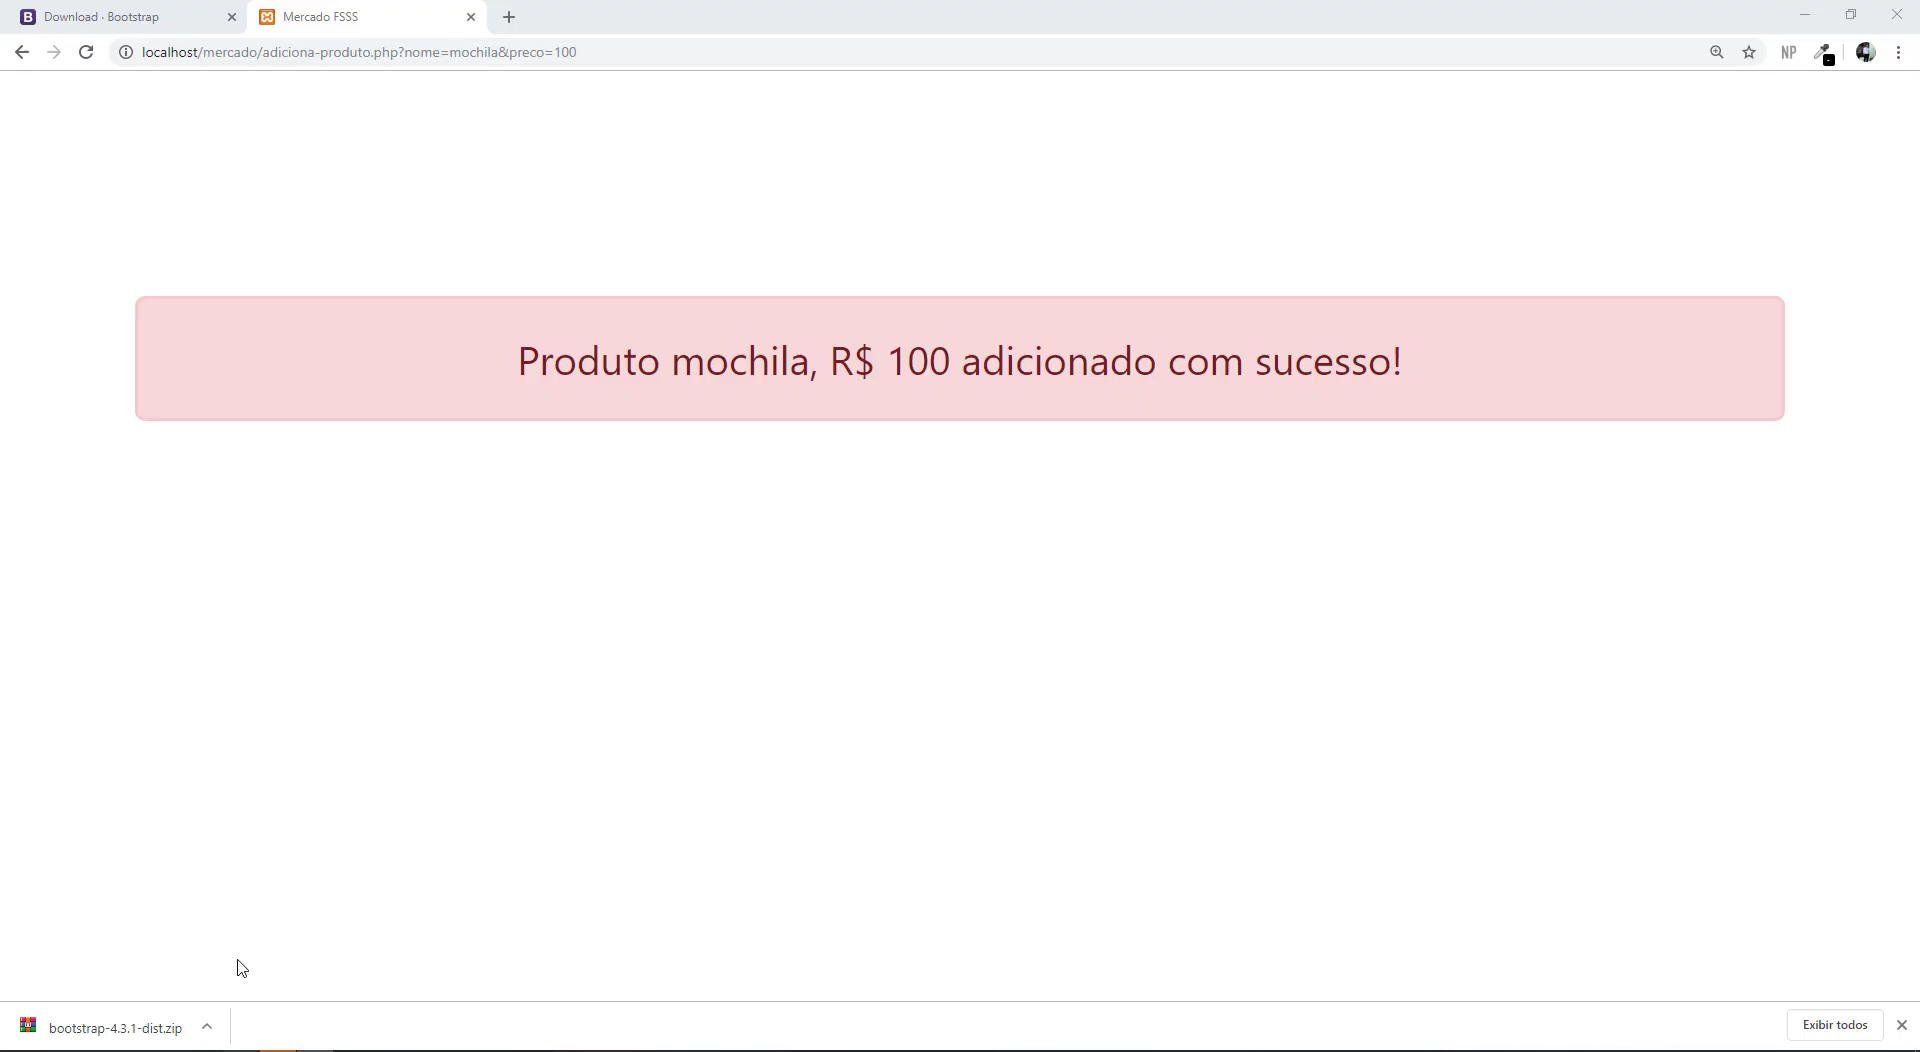 Download · Bootstrap
Mercado FSSS
localhost/mercado/adiciona-produto.php?nome=mochila&preco=100
NP
Produto mochila, R$ 100 adicionado com sucesso!
bootstrap-4.3.1-dist.zip
Exibir todos